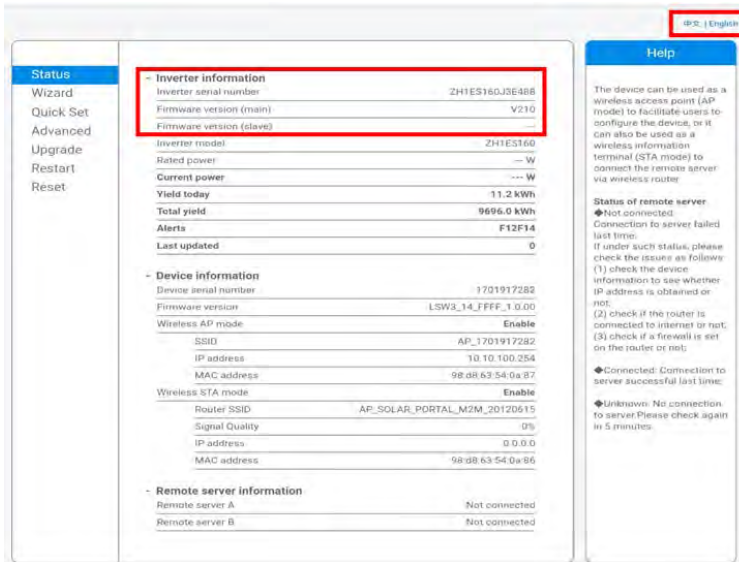 中文 | English
Status
Wizard
Quick Set
Advanced
Upgrade
Restart
Reset
- Inverter information
Inverter serial number ZH1ES160J3E488
Firmware version (main) V210
Firmware version (slave) ---
Inverter model ZH1ES160
Rated power --- W
Current power --- W
Yield today 11.2 kWh
Total yield 9696.0 kWh
Alerts F12F14
Last updated 0
- Device information
Device serial number 1701917282
Firmware version LSW3_14_FFFF_1.0.00
Wireless AP mode Enable
SSID AP_1701917282
IP address 10.10.100.254
MAC address 98:d8:63:54:0a:87
Wireless STA mode Enable
Router SSID AP_SOLAR_PORTAL_M2M_20120615
Signal Quality 0%
IP address 0.0.0.0
MAC address 98:d8:63:54:0a:86
- Remote server information
Remote server A Not connected
Remote server B Not connected
Help
The device can be used as a
wireless access point (AP
mode) to facilitate users to
configure the device, or it
can also be used as a
wireless information
terminal (STA mode) to
connect the remote server
via wireless router.
Status of remote server
◆Not connected:
Connection to server failed
last time;
If under such status, please
check the issues as follows:
(1) check the device
information to see whether
IP address is obtained or
not;
(2) check if the router is
connected to internet or not;
(3) check if a firewall is set
on the router or not;
◆Connected: Connection to
server successful last time;
◆Unknown: No connection
to server.Please check again
in 5 minutes.